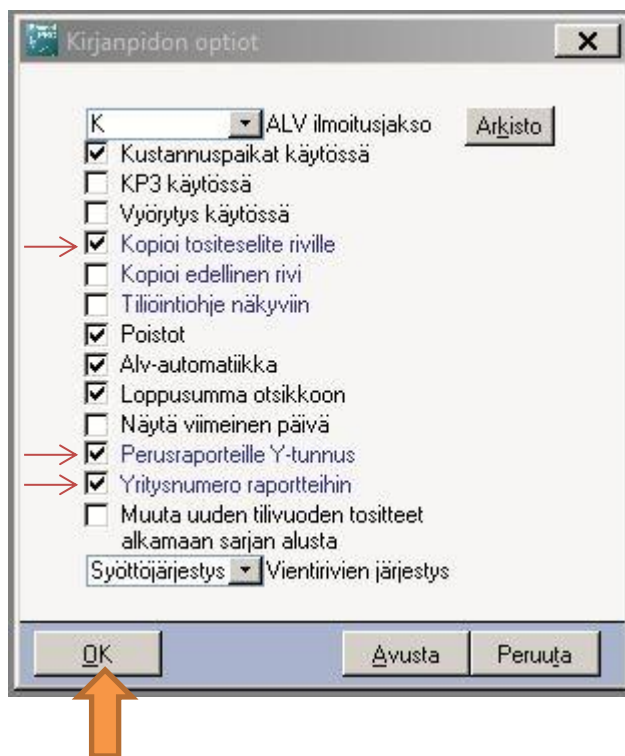 Kirjanpidon optiot
K ALV ilmoitusjakso Arkisto
Kustannuspaikat käytössä
KP3 käytössä
Vyörytys käytössä
Kopioi tositeselite riville
Kopioi edellinen rivi
Tiliöintiohje näkyviin
Poistot
Alv-automatiikka
Loppusumma otsikkoon
Näytä viimeinen päivä
Perusraporteille Y-tunnus
Yritysnumero raportteihin
Muuta uuden tilivuoden tositteet
alkamaan sarjan alusta
Syöttöjärjestys Vientirivien järjestys
OK Avusta Peruuta